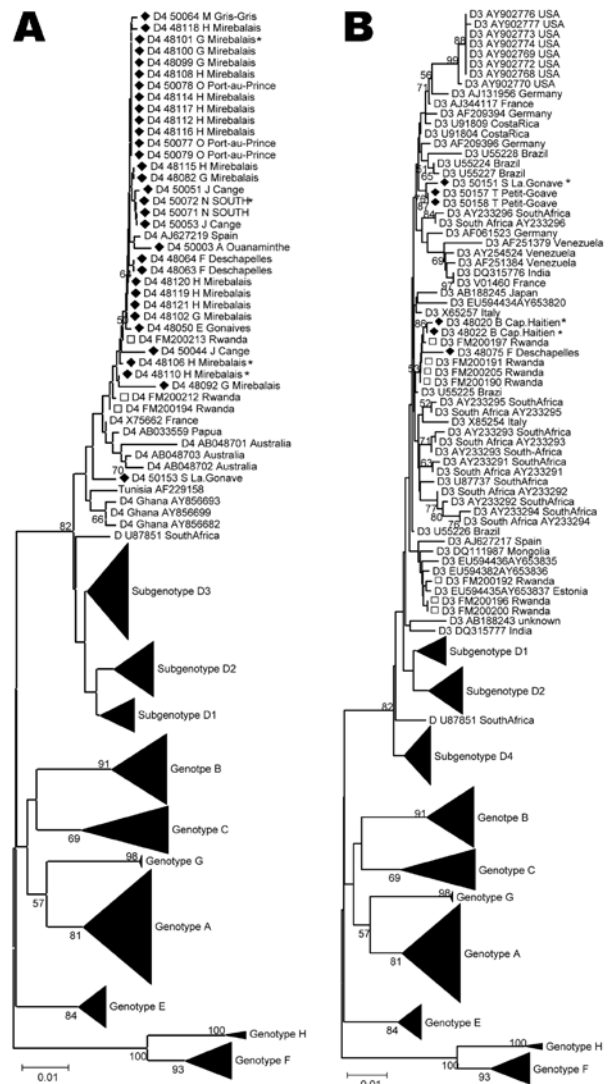 A
D4 50064 M Gris-Gris
D4 48118 H Mirebalais
D4 48101 G Mirebalais*
D4 48100 G Mirebalais
D4 48099 G Mirebalais
D4 48108 H Mirebalais
D4 50078 O Port-au-Prince
D4 48114 H Mirebalais
D4 48117 H Mirebalais
D4 48112 H Mirebalais
D4 48116 H Mirebalais
D4 50077 O Port-au-Prince
D4 50079 O Port-au-Prince
D4 48115 H Mirebalais
D4 48082 G Mirebalais
D4 50051 J Cange
D4 50072 N SOUTH*
D4 50071 N SOUTH
D4 50053 J Cange
D4 AJ627219 Spain
D4 50003 A Ouanaminthe
D4 48064 F Deschapelles
64
D4 48063 F Deschapelles
D4 48120 H Mirebalais
D4 48119 H Mirebalais
D4 48121 H Mirebalais
D4 48102 G Mirebalais
D4 48050 E Gonaives
D4 FM200213 Rwanda
D4 50044 J Cange
D4 48106 H Mirebalais*
D4 48110 H Mirebalais*
D4 48092 G Mirebalais
D4 FM200212 Rwanda
D4 FM200194 Rwanda
D4 X75662 France
D4 AB033559 Papua
D4 AB048701 Australia
D4 AB048703 Australia
D4 AB048702 Australia
70
D4 50153 S La.Gonave
Tunisia AF229158
D4 Ghana AY856693
D4 Ghana AY856699
66
D4 Ghana AY856682
82
D U87851 SouthAfrica
Subgenotype D3
Subgenotype D2
Subgenotype D1
91
Genotpe B
69
Genotype C
98
Genotype G
57
81
Genotype A
84
Genotype E
100
Genotype H
100
93
Genotype F
0.01
B
D3 AY902776 USA
D3 AY902777 USA
D3 AY902773 USA
88
D3 AY902774 USA
D3 AY902769 USA
99
D3 AY902772 USA
D3 AY902768 USA
56
D3 AY902770 USA
71
D3 AJ131956 Germany
D3 AJ344117 France
D3 AF209394 Germany
D3 U91809 CostaRica
D3 U91804 CostaRica
D3 AF209396 Germany
D3 U55228 Brazil
51
D3 U55224 Brazil
65
D3 U55227 Brazil
D3 50151 S La.Gonave *
D3 50157 T Petit-Goave
87
D3 50158 T Petit-Goave
84
D3 AY233296 SouthAfrica
D3 South Africa AY233296
D3 AF061523 Germany
D3 AF251379 Venezuela
D3 AY254524 Venezuela
69
D3 AF251384 Venezuela
D3 DQ315776 India
97
D3 V01460 France
D3 AB188245 Japan
D3 EU594434AY653820
D3 X65257 Italy
86
D3 48020 B Cap.Haitien*
D3 48022 B Cap.Haitien *
D3 FM200197 Rwanda
D3 48075 F Deschapelles
D3 FM200191 Rwanda
53
D3 FM200205 Rwanda
D3 FM200190 Rwanda
D3 U55225 Brazi
52
D3 AY233295 SouthAfrica
D3 South Africa AY233295
D3 X85254 Italy
D3 AY233293 SouthAfrica
71
D3 South Africa AY233293
D3 AY233293 South-Africa
63
D3 AY233291 SouthAfrica
D3 South Africa AY233291
D3 U87737 SouthAfrica
D3 South Africa AY233292
77
D3 AY233292 SouthAfrica
80
D3 AY233294 SouthAfrica
76
D3 South Africa AY233294
D3 U55226 Brazil
D3 AJ627217 Spain
D3 DQ111987 Mongolia
D3 EU594436AY653835
D3 EU594382AY653836
D3 FM200192 Rwanda
D3 EU594435AY653837 Estonia
D3 FM200196 Rwanda
D3 FM200200 Rwanda
D3 AB188243 unknown
D3 DQ315777 India
Subgenotype D1
Subgenotype D2
82
D U87851 SouthAfrica
Subgenotype D4
91
Genotpe B
69
Genotype C
98
Genotype G
57
81
Genotype A
84
Genotype E
100
Genotype H
100
93
Genotype F
0.01